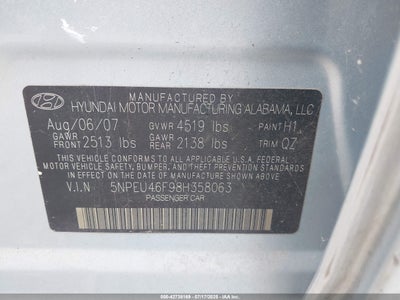 MANUFACTURED BY
HYUNDAI MOTOR MANUFACTURING ALABAMA, LLC
Aug/06/07 GVWR 4519 lbs PAINT H1
GAWR FRONT 2513 lbs GAWR REAR 2138 lbs TRIM QZ
THIS VEHICLE CONFORMS TO ALL APPLICABLE U.S. FEDERAL
MOTOR VEHICLE SAFETY, BUMPER, AND THEFT PREVENTION STANDARDS
IN EFFECT ON THE DATE OF MANUFACTURE SHOWN ABOVE.
V.I.N 5NPEU46F98H358063
PASSENGER CAR